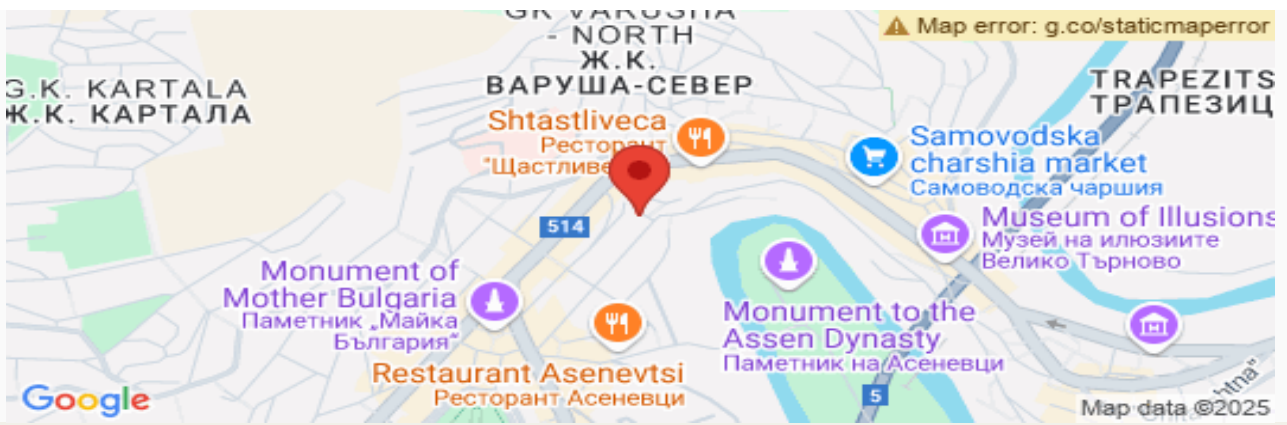 GK VARUSHA
- NORTH
Ж.К.
ВАРУША-СЕВЕР
Map error: g.co/staticmaperror
G.K. KARTALA
Ж.К. КАРТАЛА
TRAPEZITS
ТРАПЕЗИЦ
Shtastliveca
Ресторант
"Щастливе
Samovodska
charshia market
Самоводска чаршия
514
Museum of Illusions
Музей на илюзиите
Велико Търново
Monument of
Mother Bulgaria
Паметник „Майка
България“
Monument to the
Assen Dynasty
Паметник на Асеневци
Restaurant Asenevtsi
Ресторант Асеневци
5
Google
Map data ©2025